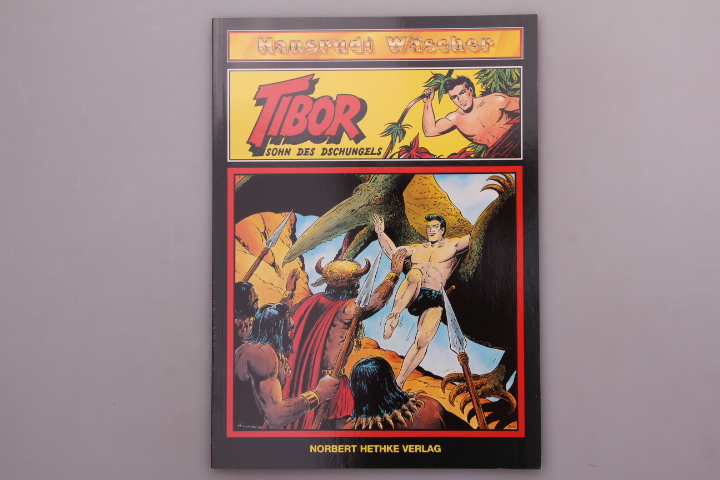 Hansrudi Wäscher
TIBOR
SOHN DES DSCHUNGELS
NORBERT HETHKE VERLAG